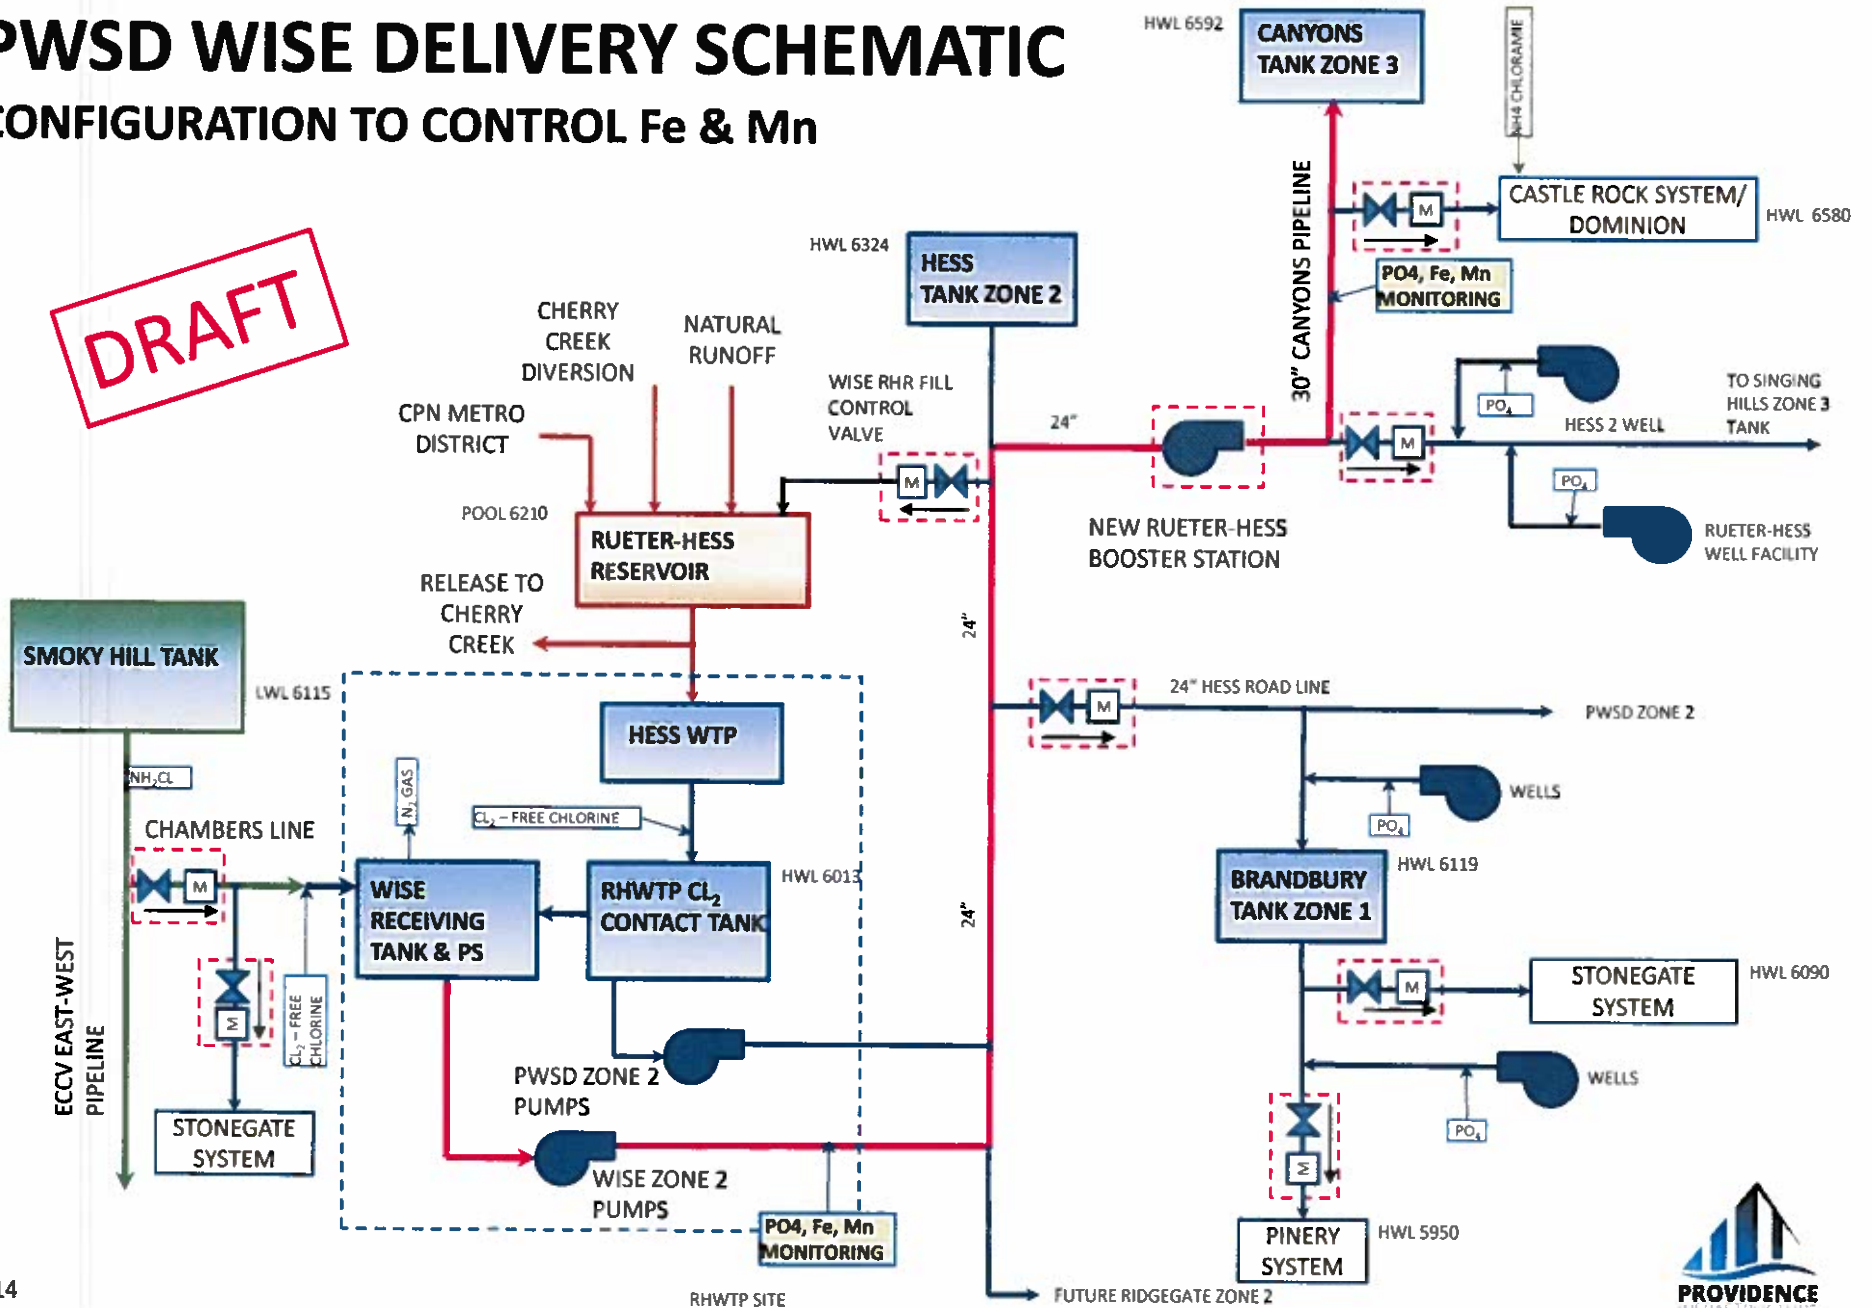 PWSD WISE DELIVERY SCHEMATIC
CONFIGURATION TO CONTROL Fe & Mn
DRAFT
HWL 6592
CANYONS
TANK ZONE 3
NH4 CHLORAME
30" CANYONS PIPELINE
M
CASTLE ROCK SYSTEM/
DOMINION
HWL 6580
PO4, Fe, Mn
MONITORING
HWL 6324
HESS
TANK ZONE 2
CHERRY
CREEK
DIVERSION
NATURAL
RUNOFF
CPN METRO
DISTRICT
WISE RHR FILL
CONTROL
VALVE
M
24"
NEW RUETER-HESS
BOOSTER STATION
M
PO4
HESS 2 WELL
TO SINGING
HILLS ZONE 3
TANK
PO4
RUETER-HESS
WELL FACILITY
POOL 6210
RUETER-HESS
RESERVOIR
RELEASE TO
CHERRY
CREEK
24"
SMOKY HILL TANK
LWL 6115
NH2CL
CHAMBERS LINE
M
M
CL2 – FREE
CHLORINE
ECCV EAST-WEST
PIPELINE
STONEGATE
SYSTEM
HESS WTP
N2 GAS
CL2 – FREE CHLORINE
WISE
RECEIVING
TANK & PS
RHWTP CL2
CONTACT TANK
HWL 6013
24"
PWSD ZONE 2
PUMPS
WISE ZONE 2
PUMPS
PO4, Fe, Mn
MONITORING
RHWTP SITE
FUTURE RIDGEGATE ZONE 2
M
24" HESS ROAD LINE
PWSD ZONE 2
WELLS
PO4
BRANDBURY
TANK ZONE 1
HWL 6119
M
STONEGATE
SYSTEM
HWL 6090
WELLS
PO4
M
PINERY
SYSTEM
HWL 5950
PROVIDENCE
14